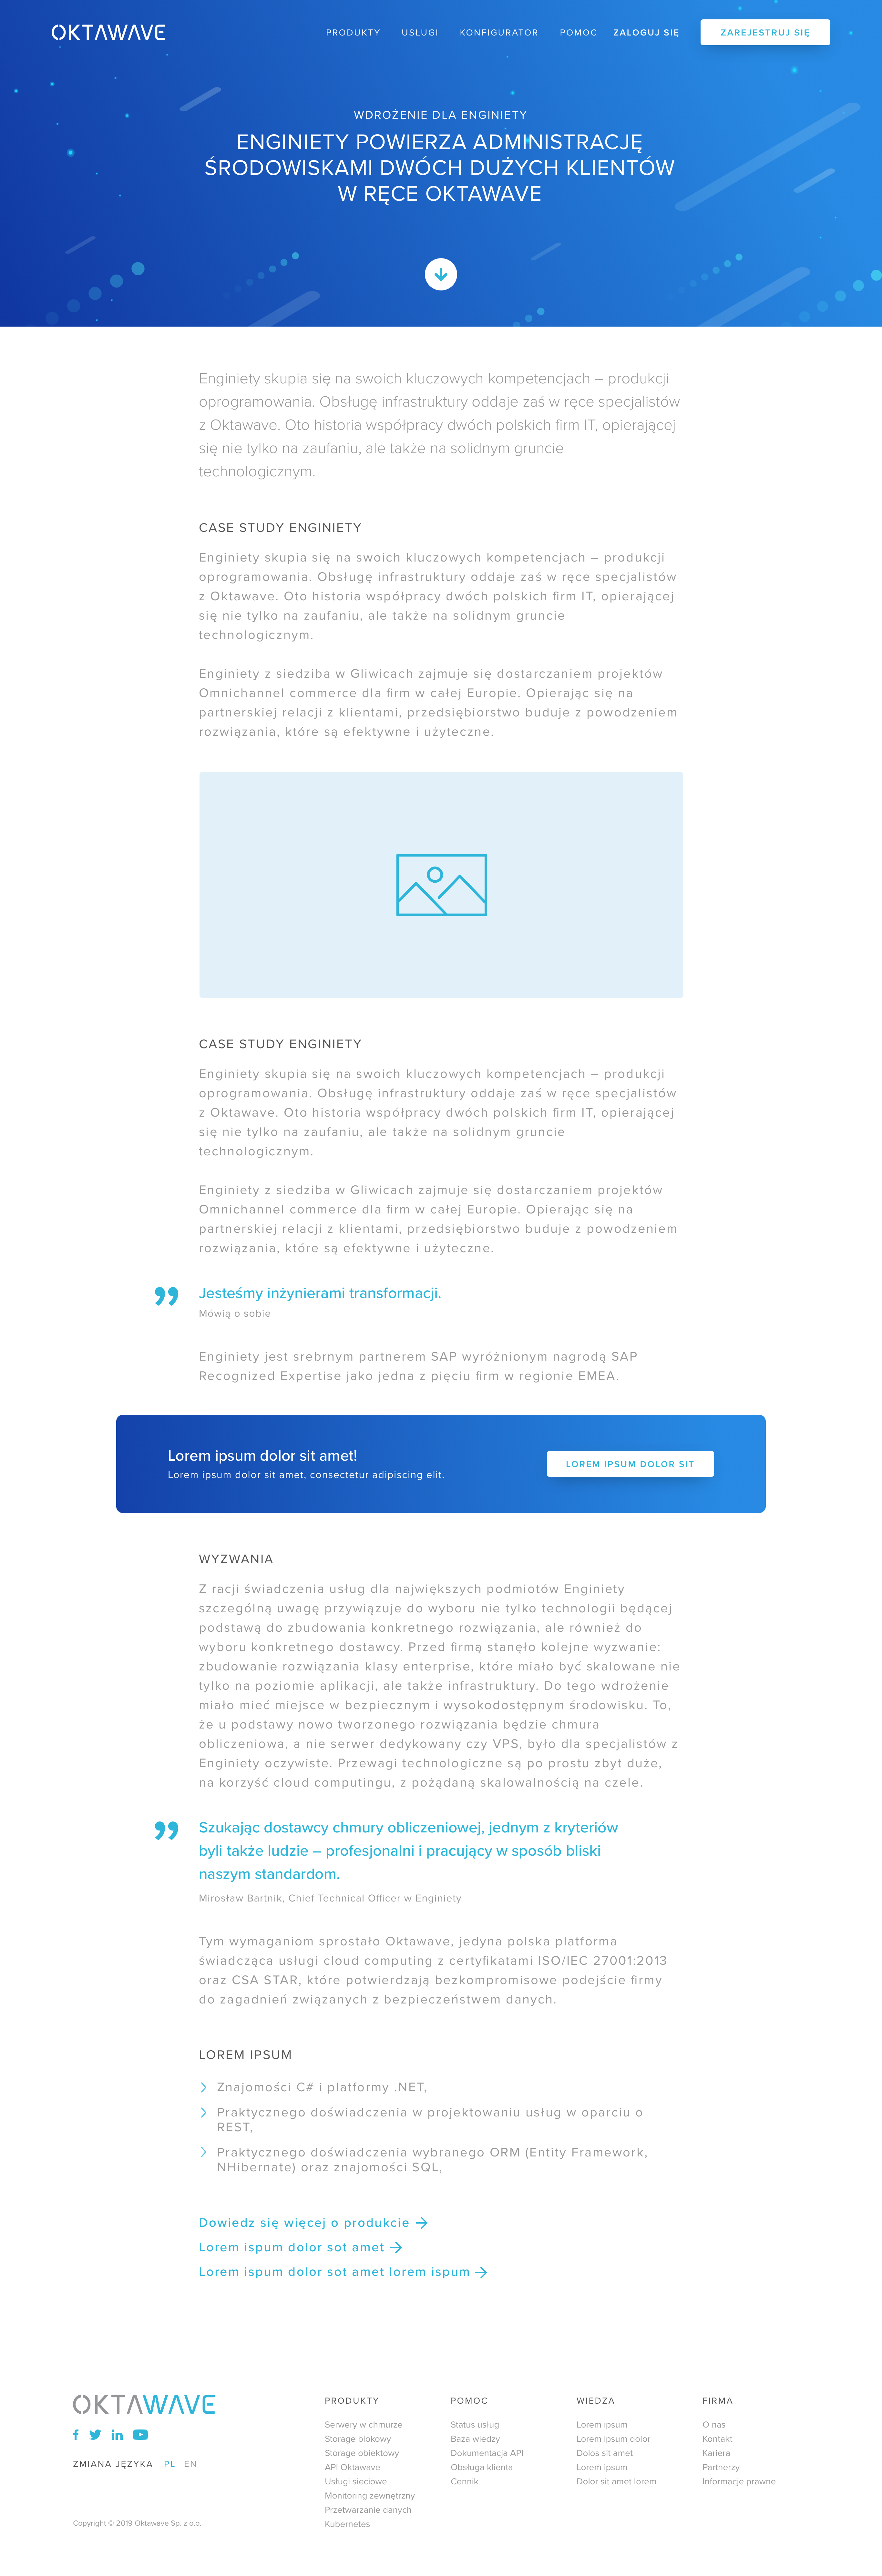 OKTAWAVE
PRODUKTY
USŁUGI
KONFIGURATOR
POMOC
ZALOGUJ SIĘ
ZAREJESTRUJ SIĘ
WDROŻENIE DLA ENGINIETY
ENGINIETY POWIERZA ADMINISTRACJĘ
ŚRODOWISKAMI DWÓCH DUŻYCH KLIENTÓW
W RĘCE OKTAWAVE
Enginiety skupia się na swoich kluczowych kompetencjach – produkcji
oprogramowania. Obsługę infrastruktury oddaje zaś w ręce specjalistów
z Oktawave. Oto historia współpracy dwóch polskich firm IT, opierającej
się nie tylko na zaufaniu, ale także na solidnym gruncie
technologicznym.
CASE STUDY ENGINIETY
Enginiety skupia się na swoich kluczowych kompetencjach – produkcji
oprogramowania. Obsługę infrastruktury oddaje zaś w ręce specjalistów
z Oktawave. Oto historia współpracy dwóch polskich firm IT, opierającej
się nie tylko na zaufaniu, ale także na solidnym gruncie
technologicznym.
Enginiety z siedziba w Gliwicach zajmuje się dostarczaniem projektów
Omnichannel commerce dla firm w całej Europie. Opierając się na
partnerskiej relacji z klientami, przedsiębiorstwo buduje z powodzeniem
rozwiązania, które są efektywne i użyteczne.
CASE STUDY ENGINIETY
Enginiety skupia się na swoich kluczowych kompetencjach – produkcji
oprogramowania. Obsługę infrastruktury oddaje zaś w ręce specjalistów
z Oktawave. Oto historia współpracy dwóch polskich firm IT, opierającej
się nie tylko na zaufaniu, ale także na solidnym gruncie
technologicznym.
Enginiety z siedziba w Gliwicach zajmuje się dostarczaniem projektów
Omnichannel commerce dla firm w całej Europie. Opierając się na
partnerskiej relacji z klientami, przedsiębiorstwo buduje z powodzeniem
rozwiązania, które są efektywne i użyteczne.
” Jesteśmy inżynierami transformacji.
Mówią o sobie
Enginiety jest srebrnym partnerem SAP wyróżnionym nagrodą SAP
Recognized Expertise jako jedna z pięciu firm w regionie EMEA.
Lorem ipsum dolor sit amet!
Lorem ipsum dolor sit amet, consectetur adipiscing elit.
LOREM IPSUM DOLOR SIT
WYZWANIA
Z racji świadczenia usług dla największych podmiotów Enginiety
szczególną uwagę przywiązuje do wyboru nie tylko technologii będącej
podstawą do zbudowania konkretnego rozwiązania, ale również do
wyboru konkretnego dostawcy. Przed firmą stanęło kolejne wyzwanie:
zbudowanie rozwiązania klasy enterprise, które miało być skalowane nie
tylko na poziomie aplikacji, ale także infrastruktury. Do tego wdrożenie
miało mieć miejsce w bezpiecznym i wysokodostępnym środowisku. To,
że u podstawy nowo tworzonego rozwiązania będzie chmura
obliczeniowa, a nie serwer dedykowany czy VPS, było dla specjalistów z
Enginiety oczywiste. Przewagi technologiczne są po prostu zbyt duże,
na korzyść cloud computingu, z pożądaną skalowalnością na czele.
” Szukając dostawcy chmury obliczeniowej, jednym z kryteriów
byli także ludzie – profesjonalni i pracujący w sposób bliski
naszym standardom.
Mirosław Bartnik, Chief Technical Officer w Enginiety
Tym wymaganiom sprostało Oktawave, jedyna polska platforma
świadcząca usługi cloud computing z certyfikatami ISO/IEC 27001:2013
oraz CSA STAR, które potwierdzają bezkompromisowe podejście firmy
do zagadnień związanych z bezpieczeństwem danych.
LOREM IPSUM
Znajomości C# i platformy .NET,
Praktycznego doświadczenia w projektowaniu usług w oparciu o
REST,
Praktycznego doświadczenia wybranego ORM (Entity Framework,
NHibernate) oraz znajomości SQL,
Dowiedz się więcej o produkcie
Lorem ispum dolor sot amet
Lorem ispum dolor sot amet lorem ispum
OKTAWAVE
ZMIANA JĘZYKA PL EN
Copyright © 2019 Oktawave Sp. z o.o.
PRODUKTY
Serwery w chmurze
Storage blokowy
Storage obiektowy
API Oktawave
Usługi sieciowe
Monitoring zewnętrzny
Przetwarzanie danych
Kubernetes
POMOC
Status usług
Baza wiedzy
Dokumentacja API
Obsługa klienta
Cennik
WIEDZA
Lorem ipsum
Lorem ipsum dolor
Dolos sit amet
Lorem ipsum
Dolor sit amet lorem
FIRMA
O nas
Kontakt
Kariera
Partnerzy
Informacje prawne